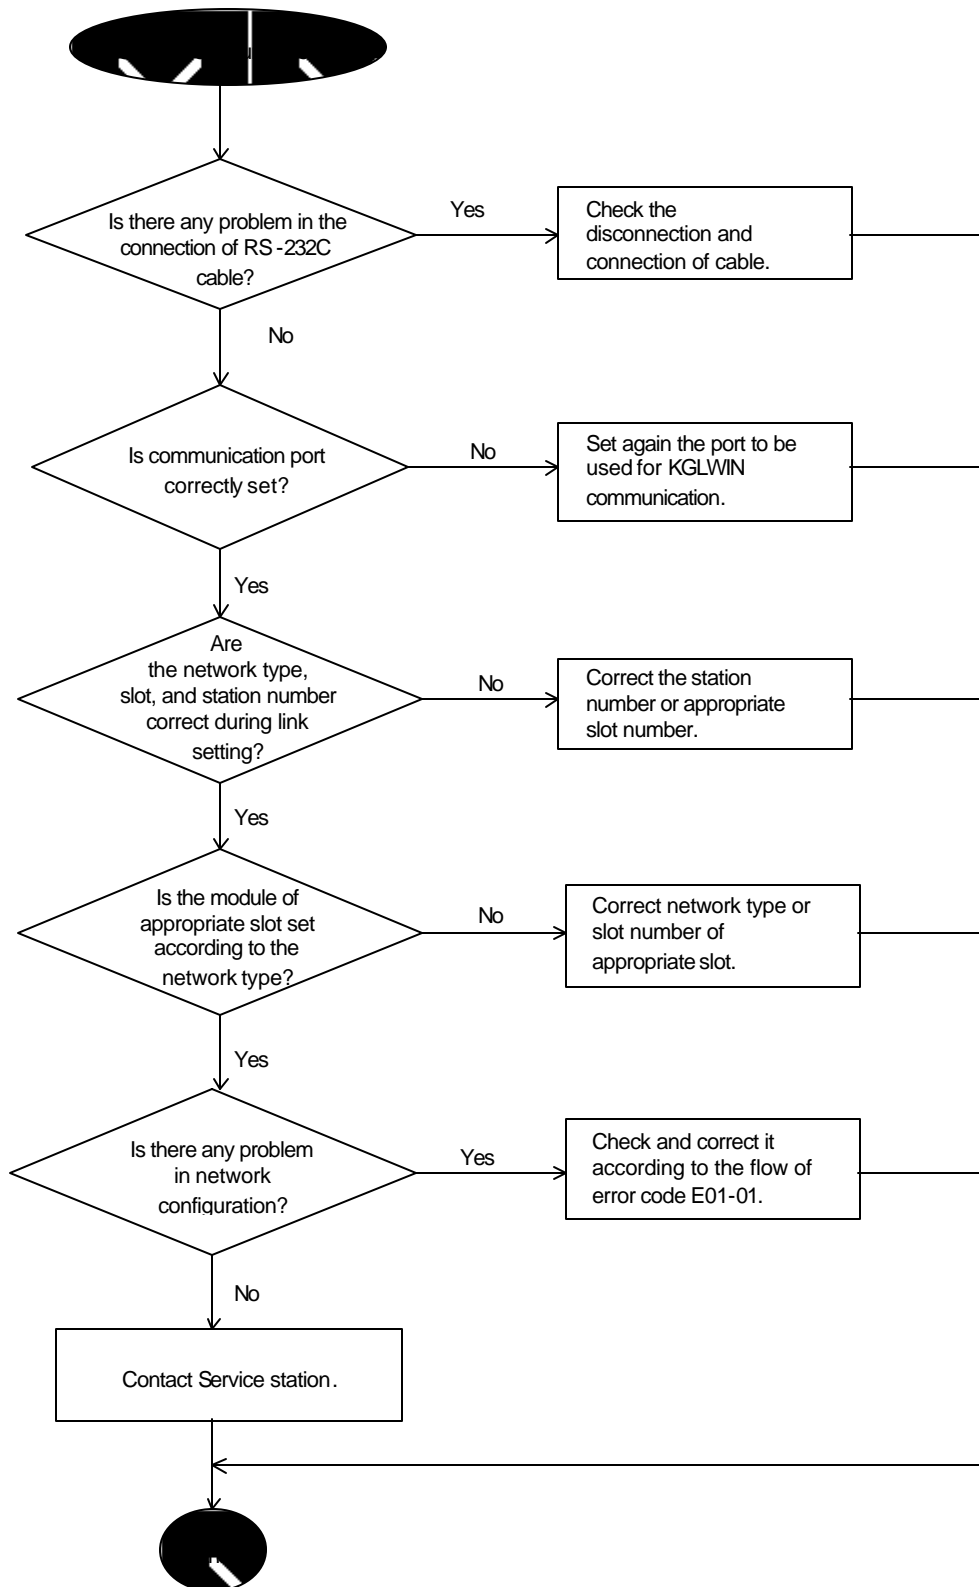 Is there any problem in the
connection of RS-232C
cable?
Yes
Check the
disconnection and
connection of cable.
No
Is communication port
correctly set?
No
Set again the port to be
used for KGLWIN
communication.
Yes
Are
the network type,
slot, and station number
correct during link
setting?
No
Correct the station
number or appropriate
slot number.
Yes
Is the module of
appropriate slot set
according to the
network type?
No
Correct network type or
slot number of
appropriate slot.
Yes
Is there any problem
in network
configuration?
Yes
Check and correct it
according to the flow of
error code E01-01.
No
Contact Service station.